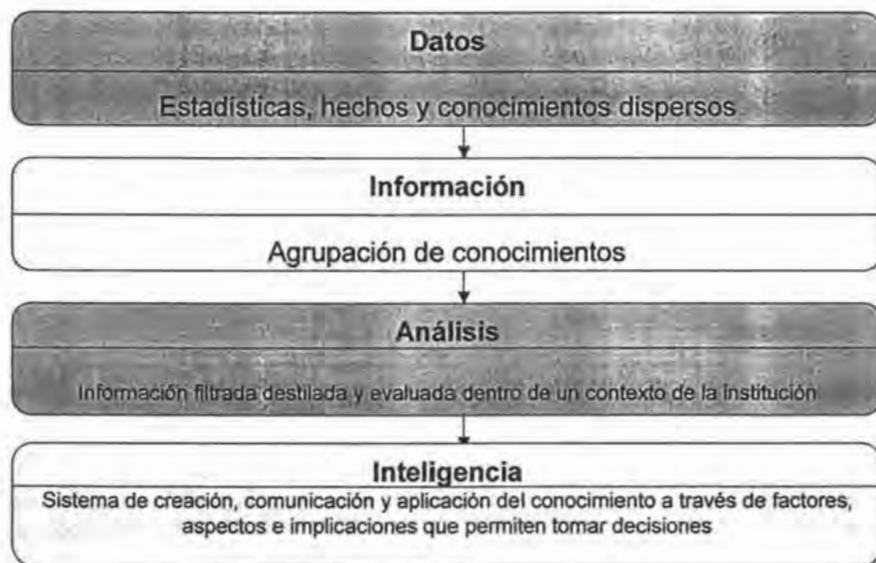 Datos
Estadísticas, hechos y conocimientos dispersos
Información
Agrupación de conocimientos
Análisis
Información filtrada destilada y evaluada dentro de un contexto de la institución
Inteligencia
Sistema de creación, comunicación y aplicación del conocimiento a través de factores,
aspectos e implicaciones que permiten tomar decisiones